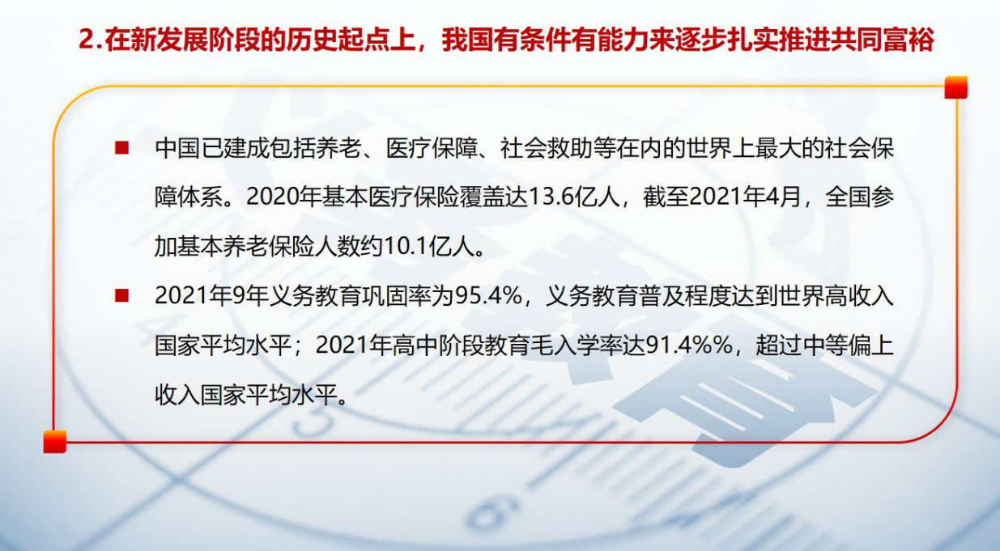 2.在新发展阶段的历史起点上，我国有条件有能力来逐步扎实推进共同富裕
■ 中国已建成包括养老、医疗保障、社会救助等在内的世界上最大的社会保
障体系。2020年基本医疗保险覆盖达13.6亿人，截至2021年4月，全国参
加基本养老保险人数约10.1亿人。
■ 2021年9年义务教育巩固率为95.4%，义务教育普及程度达到世界高收入
国家平均水平；2021年高中阶段教育毛入学率达91.4%%，超过中等偏上
收入国家平均水平。
义务教育
4
5
6